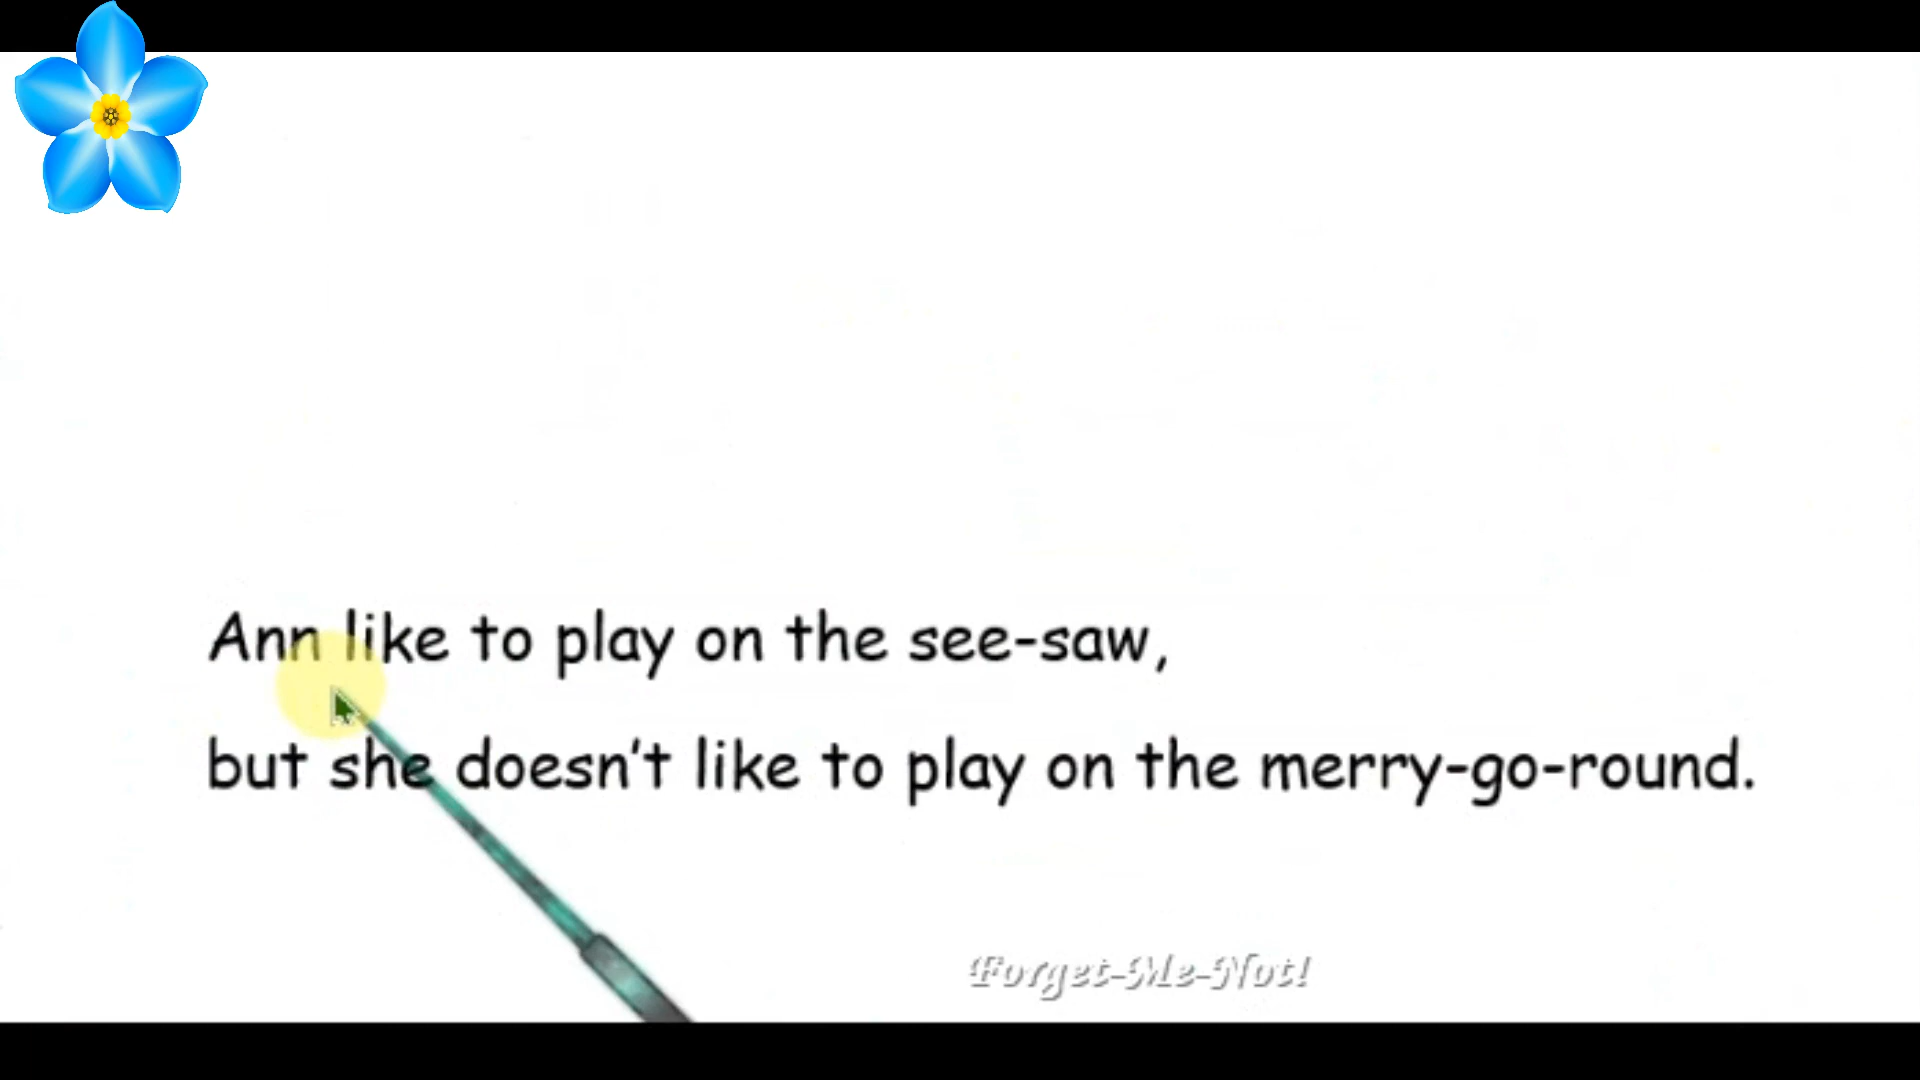 Ann like to play on the see-saw,
but she doesn't like to play on the merry-go-round.
Forget-Me-Not!